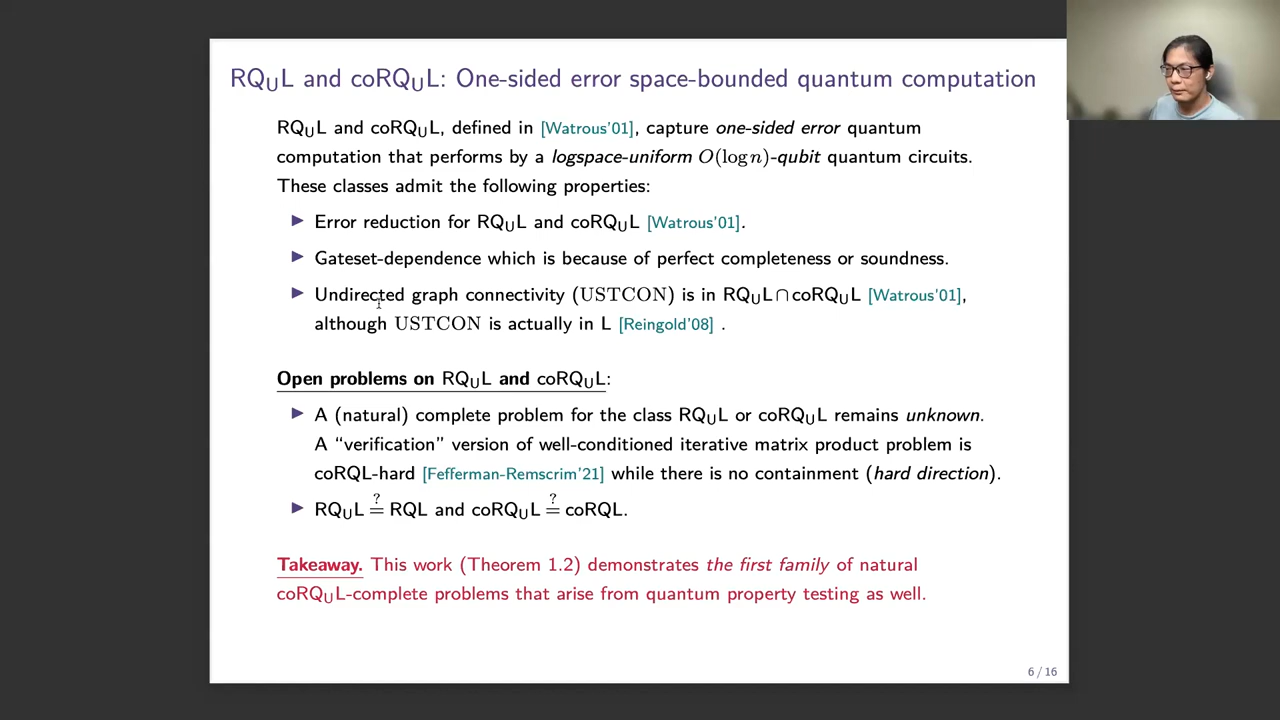 RQ_UL and coRQ_UL: One-sided error space-bounded quantum computation
RQ_UL and coRQ_UL, defined in [Watrous'01], capture one-sided error quantum
computation that performs by a logspace-uniform O(log n)-qubit quantum circuits.
These classes admit the following properties:
▶ Error reduction for RQ_UL and coRQ_UL [Watrous'01].
▶ Gateset-dependence which is because of perfect completeness or soundness.
▶ Undirected graph connectivity (USTCON) is in RQ_UL∩coRQ_UL [Watrous'01],
although USTCON is actually in L [Reingold'08] .
Open problems on RQ_UL and coRQ_UL:
▶ A (natural) complete problem for the class RQ_UL or coRQ_UL remains unknown.
A “verification” version of well-conditioned iterative matrix product problem is
coRQL-hard [Fefferman-Remscrim'21] while there is no containment (hard direction).
▶ RQ_UL ?= RQL and coRQ_UL ?= coRQL.
Takeaway. This work (Theorem 1.2) demonstrates the first family of natural
coRQ_UL-complete problems that arise from quantum property testing as well.
6 / 16